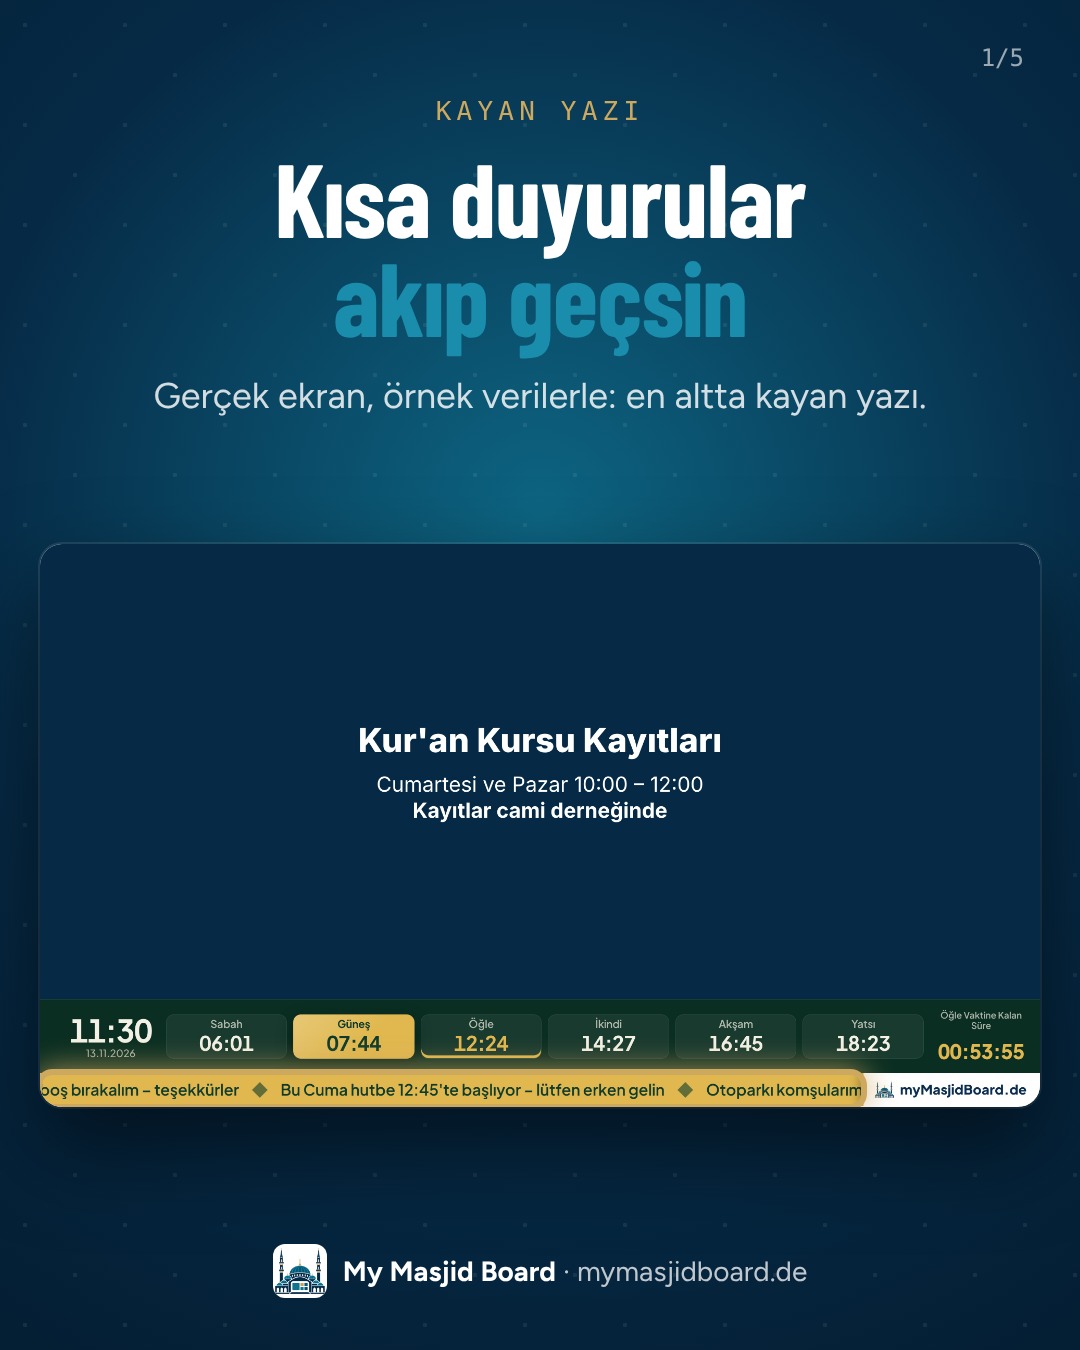 1/5
KAYAN YAZI
Kısa duyurular
akıp geçsin
Gerçek ekran, örnek verilerle: en altta kayan yazı.
Kur'an Kursu Kayıtları
Cumartesi ve Pazar 10:00 – 12:00
Kayıtlar cami derneğinde
11:30
13.11.2026
Sabah
06:01
Güneş
07:44
Öğle
12:24
İkindi
14:27
Akşam
16:45
Yatsı
18:23
Öğle Vaktine Kalan
Süre
00:53:55
boş bırakalım – teşekkürler ◆ Bu Cuma hutbe 12:45'te başlıyor – lütfen erken gelin ◆ Otoparkı komşularım
myMasjidBoard.de
My Masjid Board · mymasjidboard.de